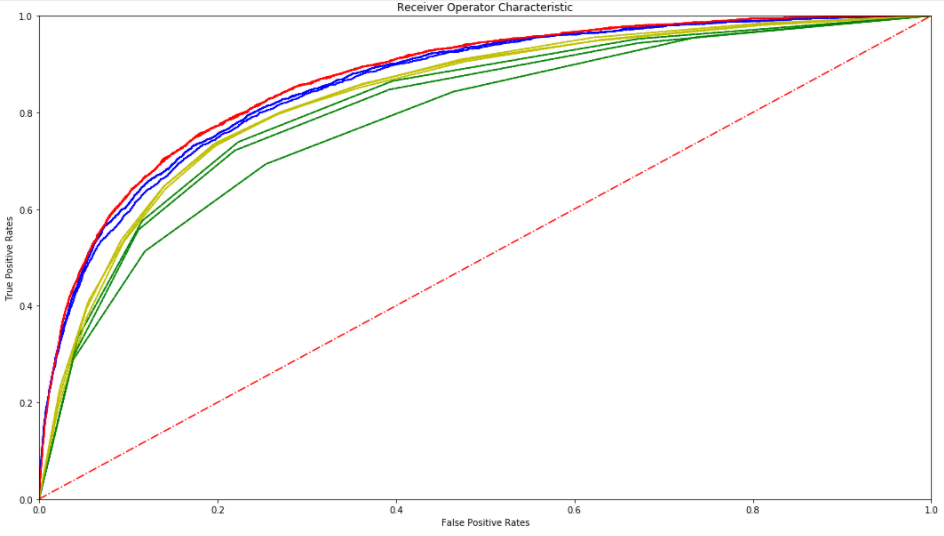 Receiver Operator Characteristic
1.0
0.8
0.6
0.4
0.2
0.0
True Positive Rates
0.0 0.2 0.4 0.6 0.8 1.0
False Positive Rates